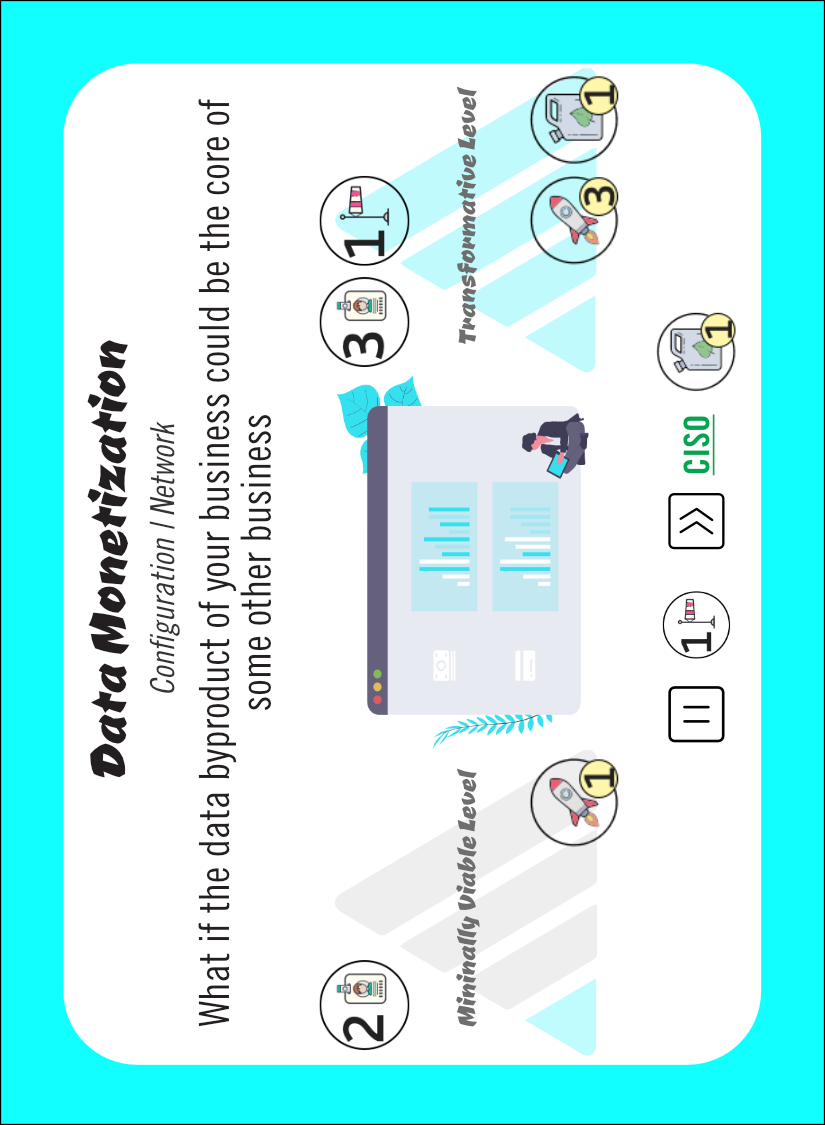 Data Monetization
Configuration | Network
What if the data byproduct of your business could be the core of
some other business
2
3
1
Mininally Viable Level
Transformative Level
1
3
1
1
CISO
1